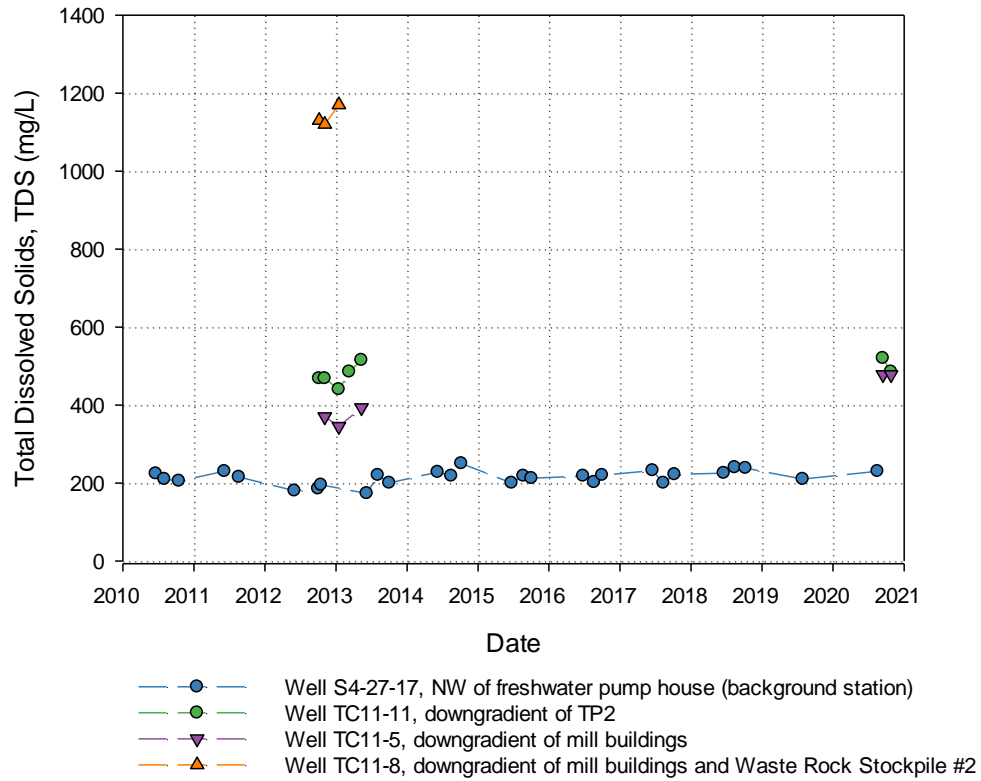 Total Dissolved Solids, TDS (mg/L)
1400
1200
1000
800
600
400
200
0
2010 2011 2012 2013 2014 2015 2016 2017 2018 2019 2020 2021
Date
Well S4-27-17, NW of freshwater pump house (background station)
Well TC11-11, downgradient of TP2
Well TC11-5, downgradient of mill buildings
Well TC11-8, downgradient of mill buildings and Waste Rock Stockpile #2